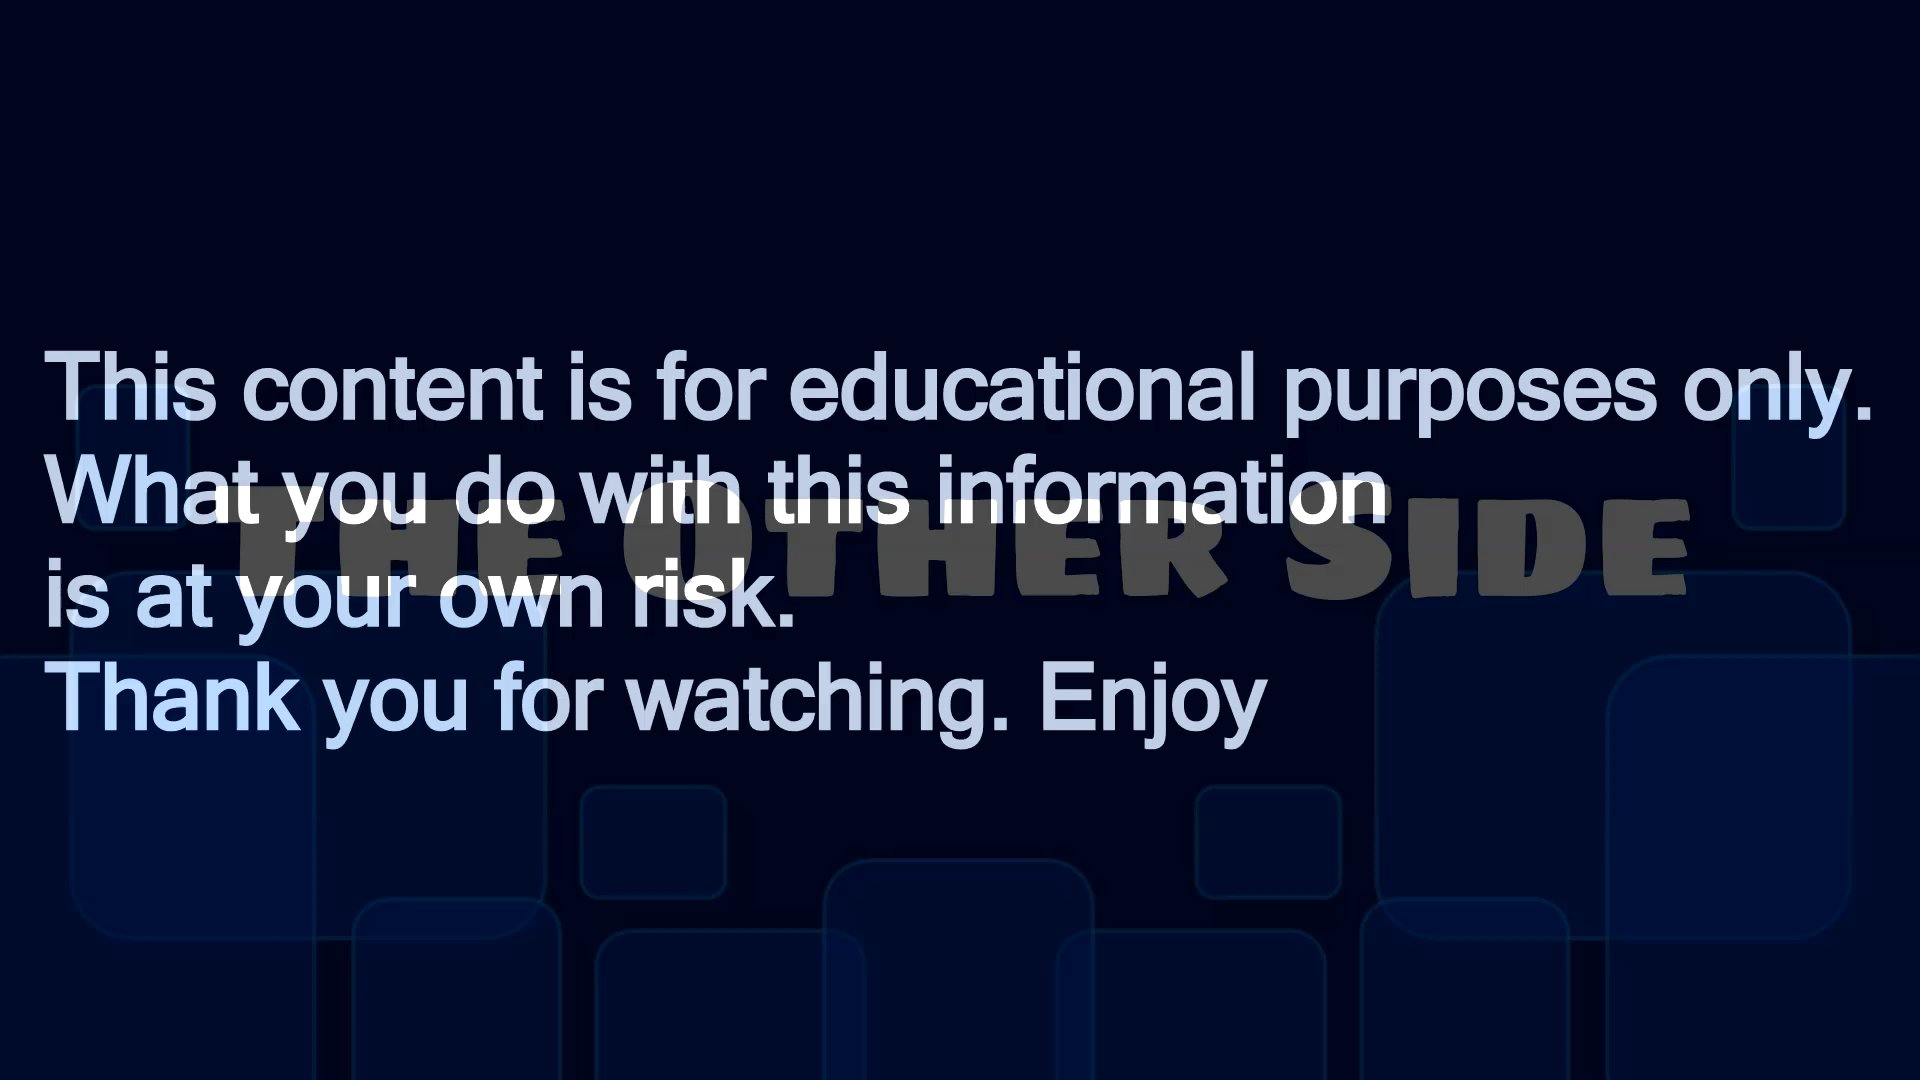 This content is for educational purposes only.
What you do with this information
The Other Side
is at your own risk.
Thank you for watching. Enjoy